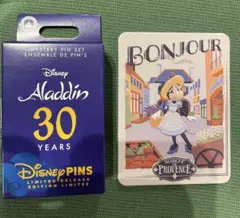 MYSTERY PIN SET
ENSEMBLE DE PIN'S
Disney
Aladdin
30
YEARS
DISNEY PINS
LIMITED RELEASE
ÉDITION LIMITÉE
BONJOUR
PROVENCE